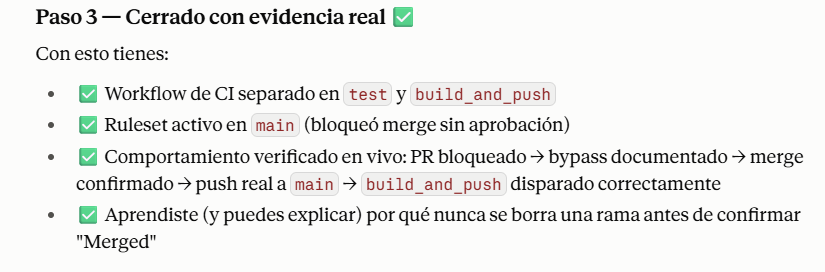 Paso 3 — Cerrado con evidencia real ✅
Con esto tienes:
• ✅ Workflow de CI separado en test y build_and_push
• ✅ Ruleset activo en main (bloqueó merge sin aprobación)
• ✅ Comportamiento verificado en vivo: PR bloqueado → bypass documentado → merge
confirmado → push real a main → build_and_push disparado correctamente
• ✅ Aprendiste (y puedes explicar) por qué nunca se borra una rama antes de confirmar
"Merged"